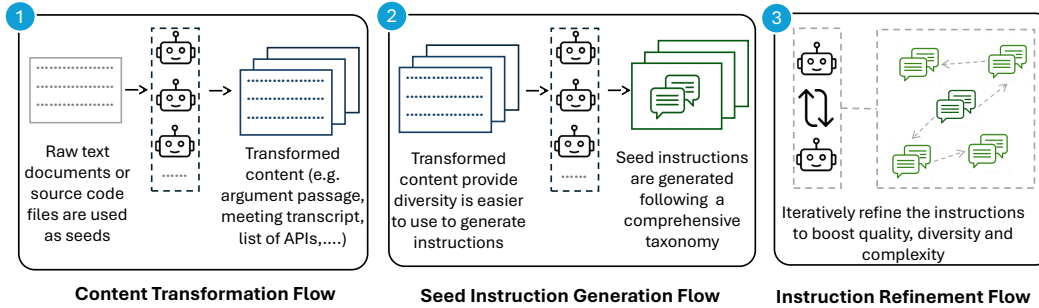 1
Raw text
documents or
source code
files are used
as seeds
Transformed
content (e.g.
argument passage,
meeting transcript,
list of APIs,....)
Content Transformation Flow
2
Transformed
content provide
diversity is easier
to use to generate
instructions
Seed instructions
are generated
following a
comprehensive
taxonomy
Seed Instruction Generation Flow
3
Iteratively refine the instructions
to boost quality, diversity and
complexity
Instruction Refinement Flow